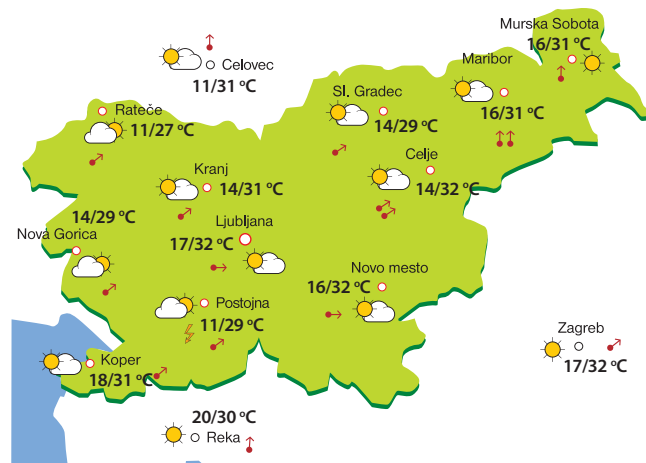 Murska Sobota
16/31 °C
Celovec
11/31 °C
Maribor
16/31 °C
Sl. Gradec
14/29 °C
Rateče
11/27 °C
Celje
14/32 °C
Kranj
14/31 °C
14/29 °C
Nova Gorica
Ljubljana
17/32 °C
Novo mesto
16/32 °C
Postojna
11/29 °C
Zagreb
17/32 °C
Koper
18/31 °C
20/30 °C
Reka